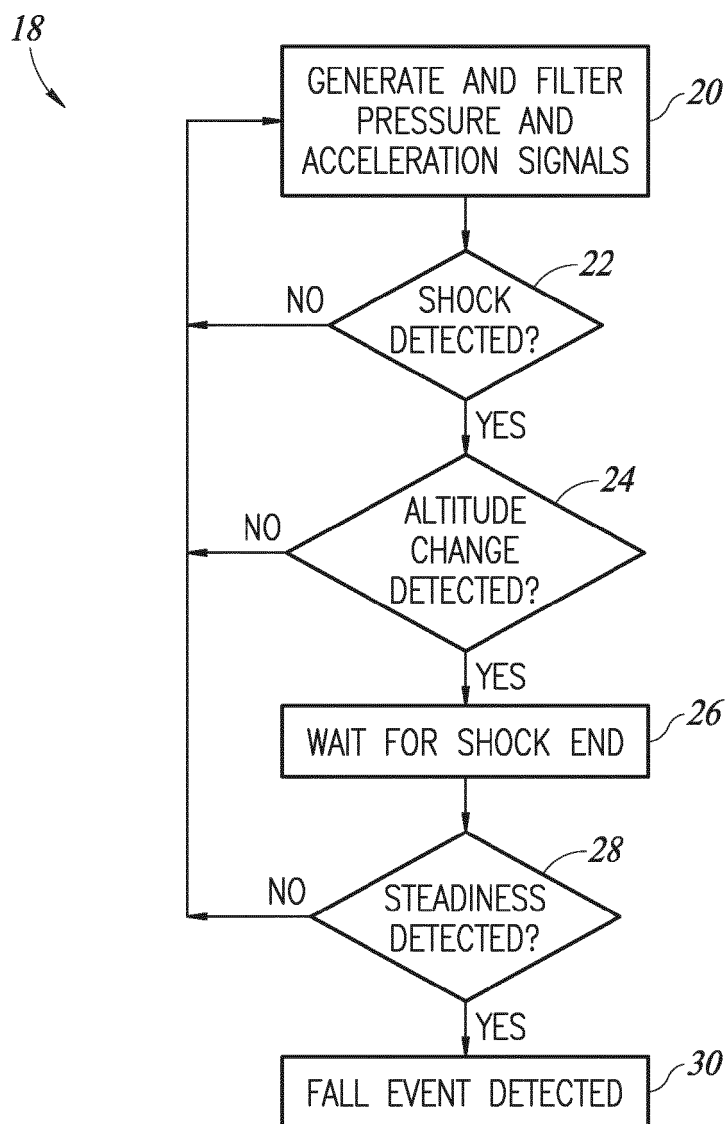 18
GENERATE AND FILTER
PRESSURE AND
ACCELERATION SIGNALS
20
22
SHOCK
DETECTED?
NO
YES
24
ALTITUDE
CHANGE
DETECTED?
NO
YES
WAIT FOR SHOCK END
26
28
STEADINESS
DETECTED?
NO
YES
FALL EVENT DETECTED
30